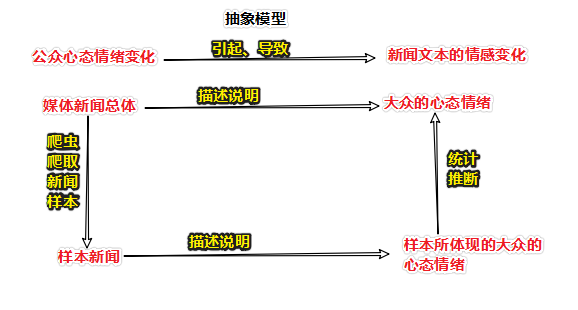 抽象模型
公众心态情绪变化
引起、导致
新闻文本的情感变化
媒体新闻总体
描述说明
大众的心态情绪
爬虫
爬取
新闻
样本
统计
推断
样本新闻
描述说明
样本所体现的大众的
心态情绪